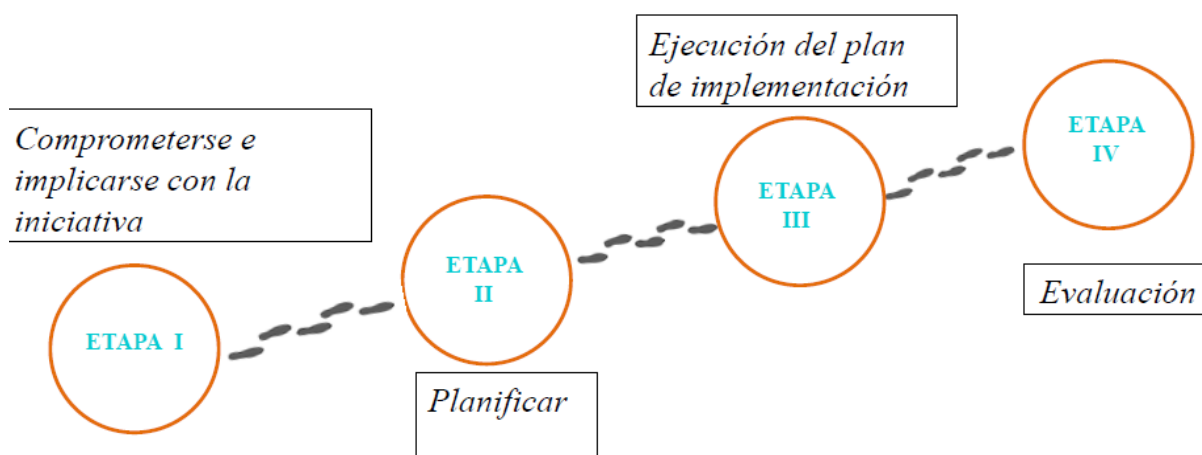 Comprometerse e
implicarse con la
iniciativa
ETAPA I
ETAPA
II
Planificar
Ejecución del plan
de implementación
ETAPA
III
ETAPA
IV
Evaluación